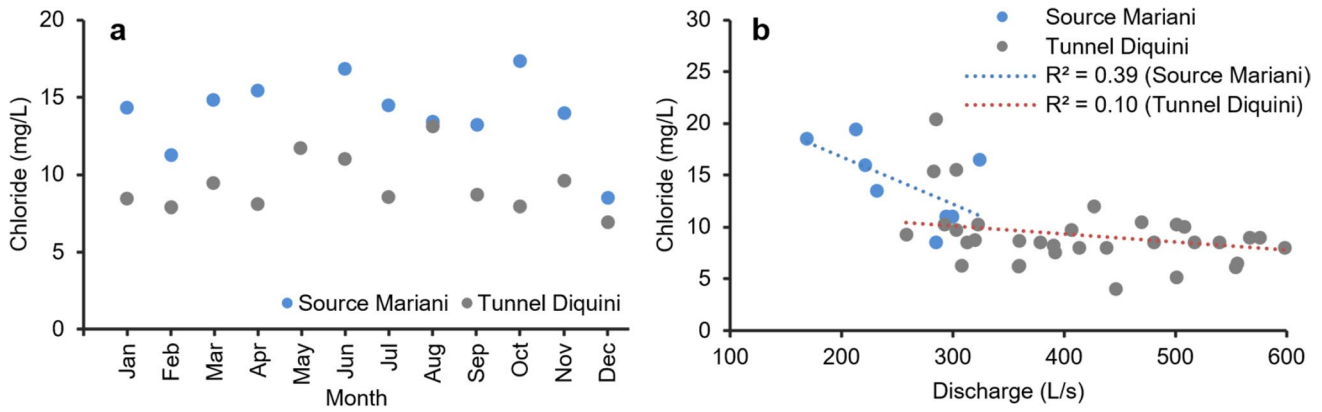 a
Chloride (mg/L)
20
15
10
5
0
Source Mariani
Tunnel Diquini
Jan
Feb
Mar
Apr
May
Jun
Jul
Aug
Sep
Oct
Nov
Dec
Month
b
Chloride (mg/L)
30
25
20
15
10
5
0
Source Mariani
Tunnel Diquini
R² = 0.39 (Source Mariani)
R² = 0.10 (Tunnel Diquini)
100 200 300 400 500 600
Discharge (L/s)